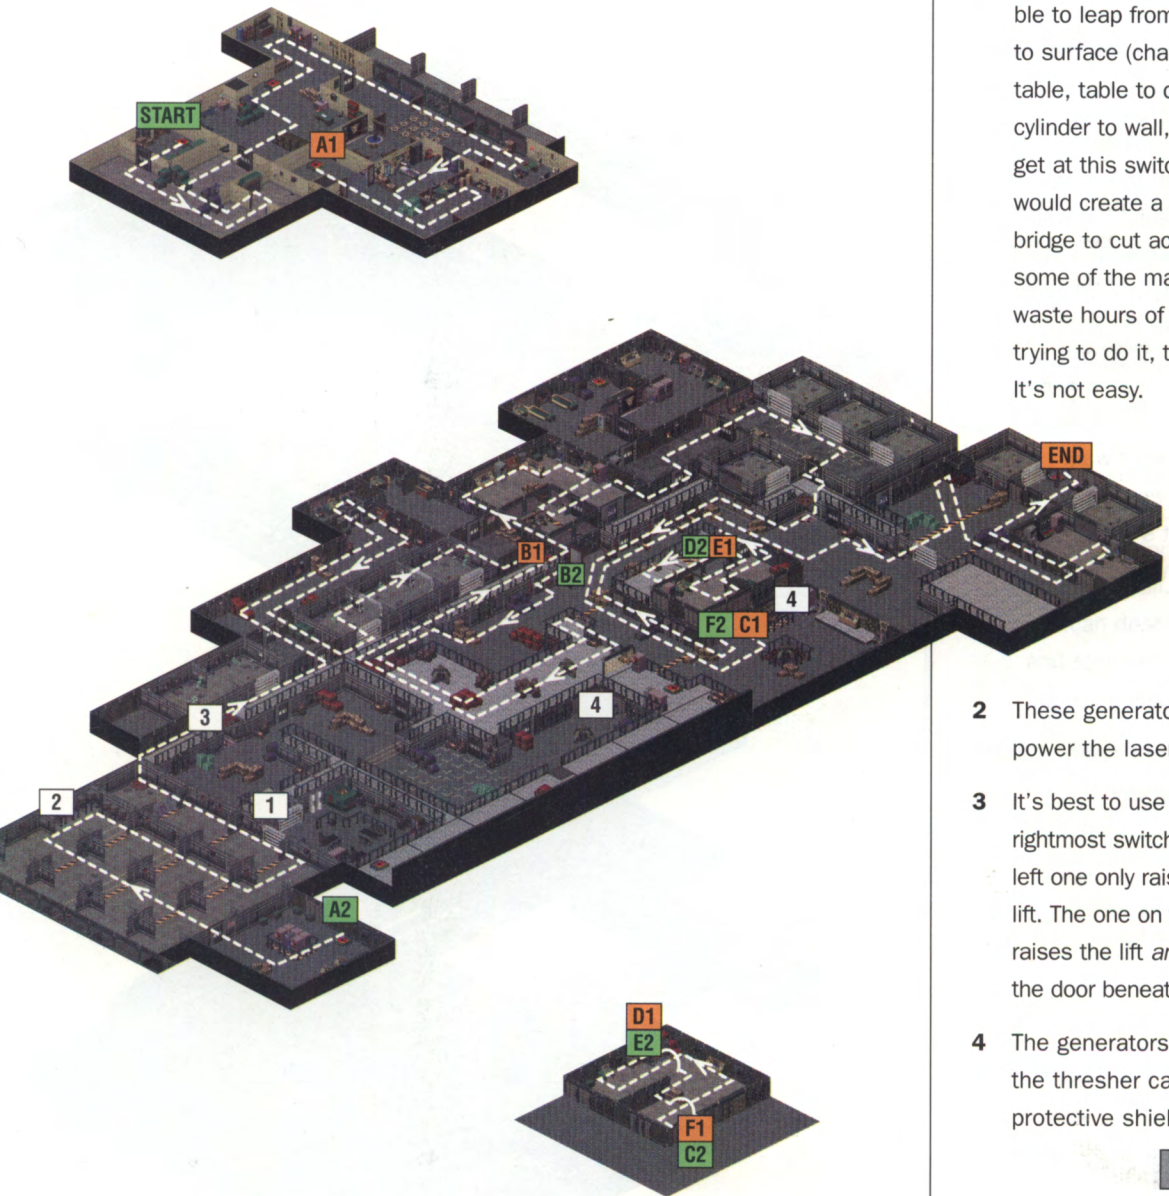 START
A1
END
B1
B2
D2 E1
F2 C1
4
3
4
2
1
A2
D1
E2
F1
C2
ble to leap from
to surface (cha
table, table to
cylinder to wall,
get at this switc
would create a
bridge to cut ac
some of the ma
waste hours of
trying to do it, t
It's not easy.
2 These generato
power the lase
3 It's best to use
rightmost switch
left one only rais
lift. The one on
raises the lift
the door beneat
4 The generators
the thresher ca
protective shiel